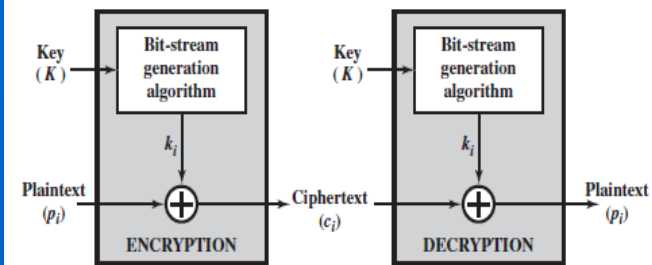 Key
(K)
Bit-stream
generation
algorithm
k_i
Plaintext
(p_i)
ENCRYPTION
Ciphertext
(c_i)
Key
(K)
Bit-stream
generation
algorithm
k_i
DECRYPTION
Plaintext
(p_i)